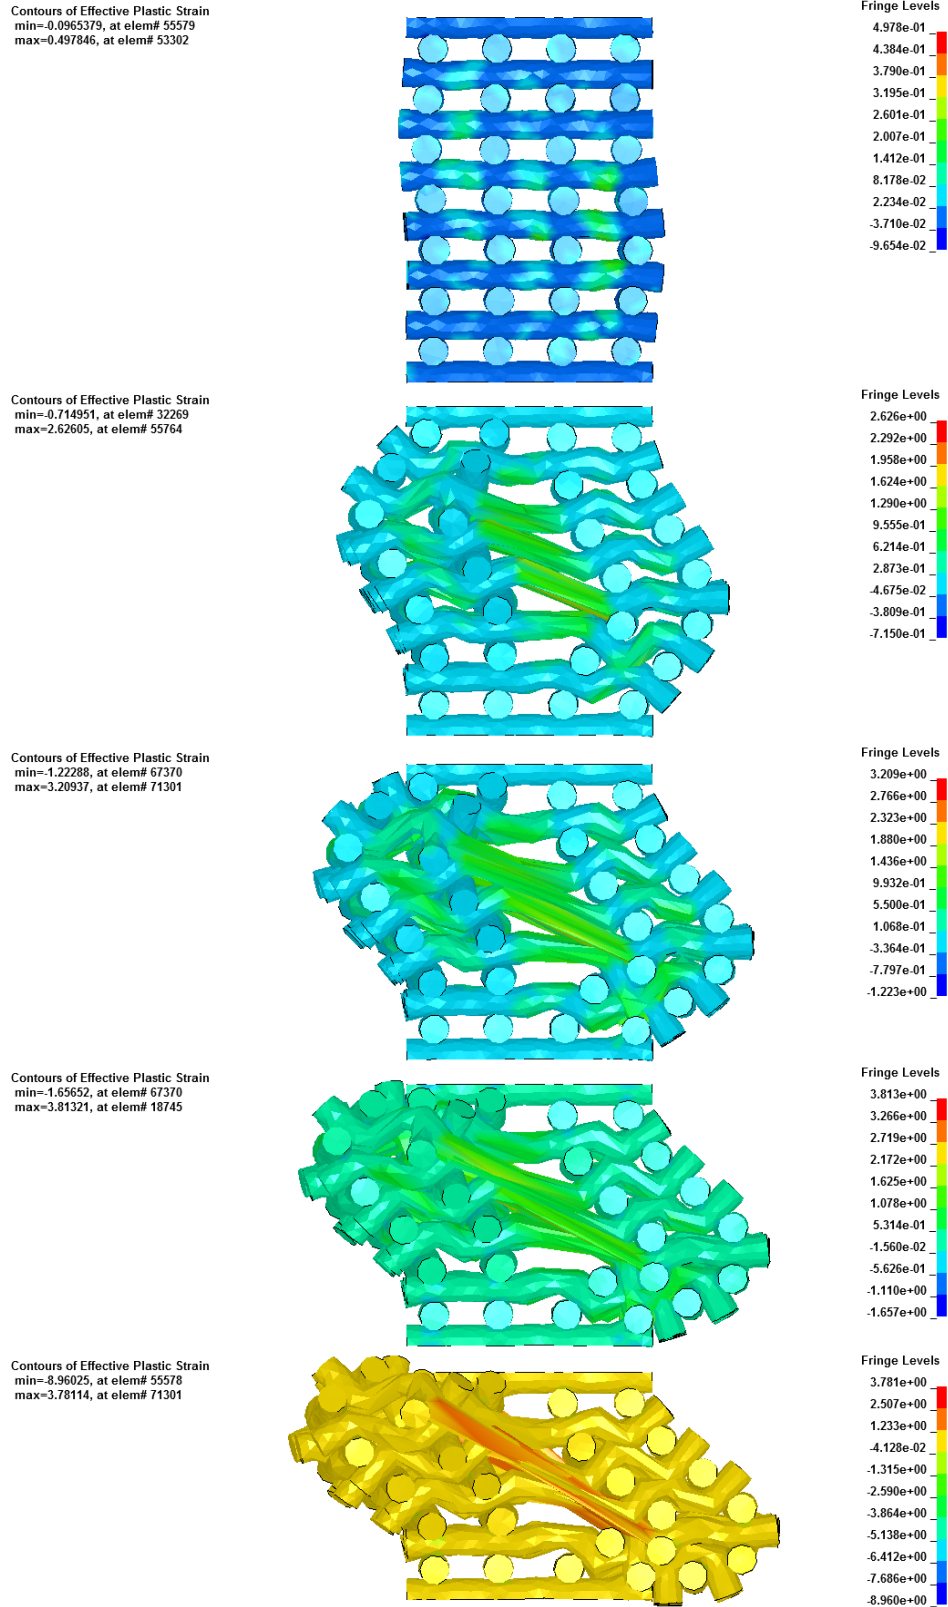 Contours of Effective Plastic Strain
min=-0.0965379, at elem# 55579
max=0.497846, at elem# 53302
Fringe Levels
4.978e-01
4.384e-01
3.790e-01
3.195e-01
2.601e-01
2.007e-01
1.412e-01
8.178e-02
2.234e-02
-3.710e-02
-9.654e-02
Contours of Effective Plastic Strain
min=-0.714951, at elem# 32269
max=2.62605, at elem# 55764
Fringe Levels
2.626e+00
2.292e+00
1.958e+00
1.624e+00
1.290e+00
9.555e-01
6.214e-01
2.873e-01
-4.675e-02
-3.809e-01
-7.150e-01
Contours of Effective Plastic Strain
min=-1.22288, at elem# 67370
max=3.20937, at elem# 71301
Fringe Levels
3.209e+00
2.766e+00
2.323e+00
1.880e+00
1.436e+00
9.932e-01
5.500e-01
1.068e-01
-3.364e-01
-7.797e-01
-1.223e+00
Contours of Effective Plastic Strain
min=-1.65652, at elem# 67370
max=3.81321, at elem# 18745
Fringe Levels
3.813e+00
3.266e+00
2.719e+00
2.172e+00
1.625e+00
1.078e+00
5.314e-01
-1.560e-02
-5.626e-01
-1.110e+00
-1.657e+00
Contours of Effective Plastic Strain
min=-8.96025, at elem# 55578
max=3.78114, at elem# 71301
Fringe Levels
3.781e+00
2.507e+00
1.233e+00
-4.128e-02
-1.315e+00
-2.590e+00
-3.864e+00
-5.138e+00
-6.412e+00
-7.686e+00
-8.960e+00